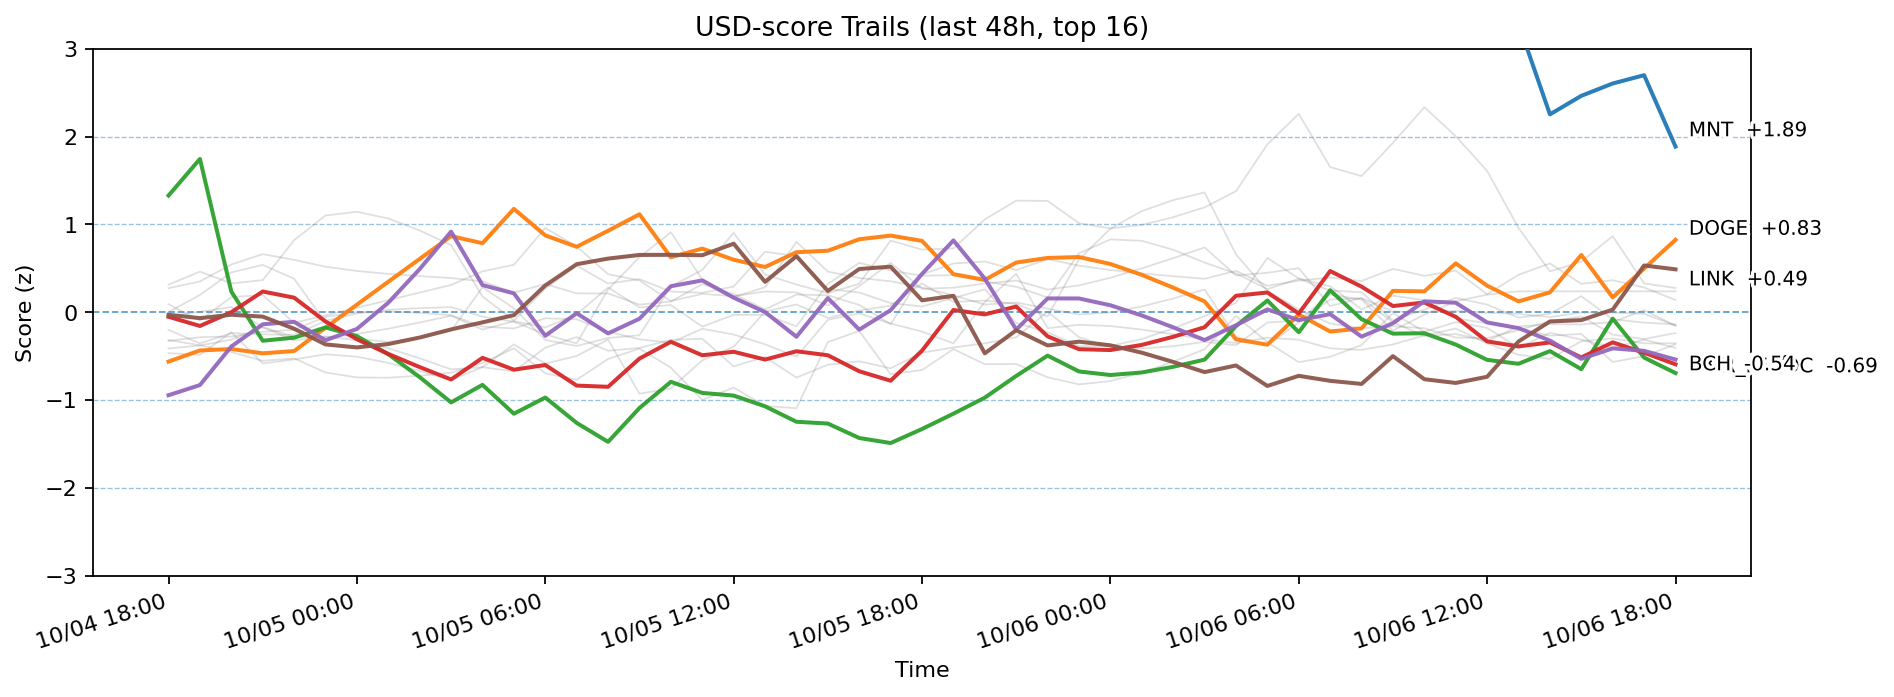 USD-score Trails (last 48h, top 16)
Score (z)
3
2
1
0
−1
−2
−3
MNT +1.89
DOGE +0.83
LINK +0.49
BCH -0.54
-0.69
10/04 18:00
10/05 00:00
10/05 06:00
10/05 12:00
10/05 18:00
10/06 00:00
10/06 06:00
10/06 12:00
10/06 18:00
Time